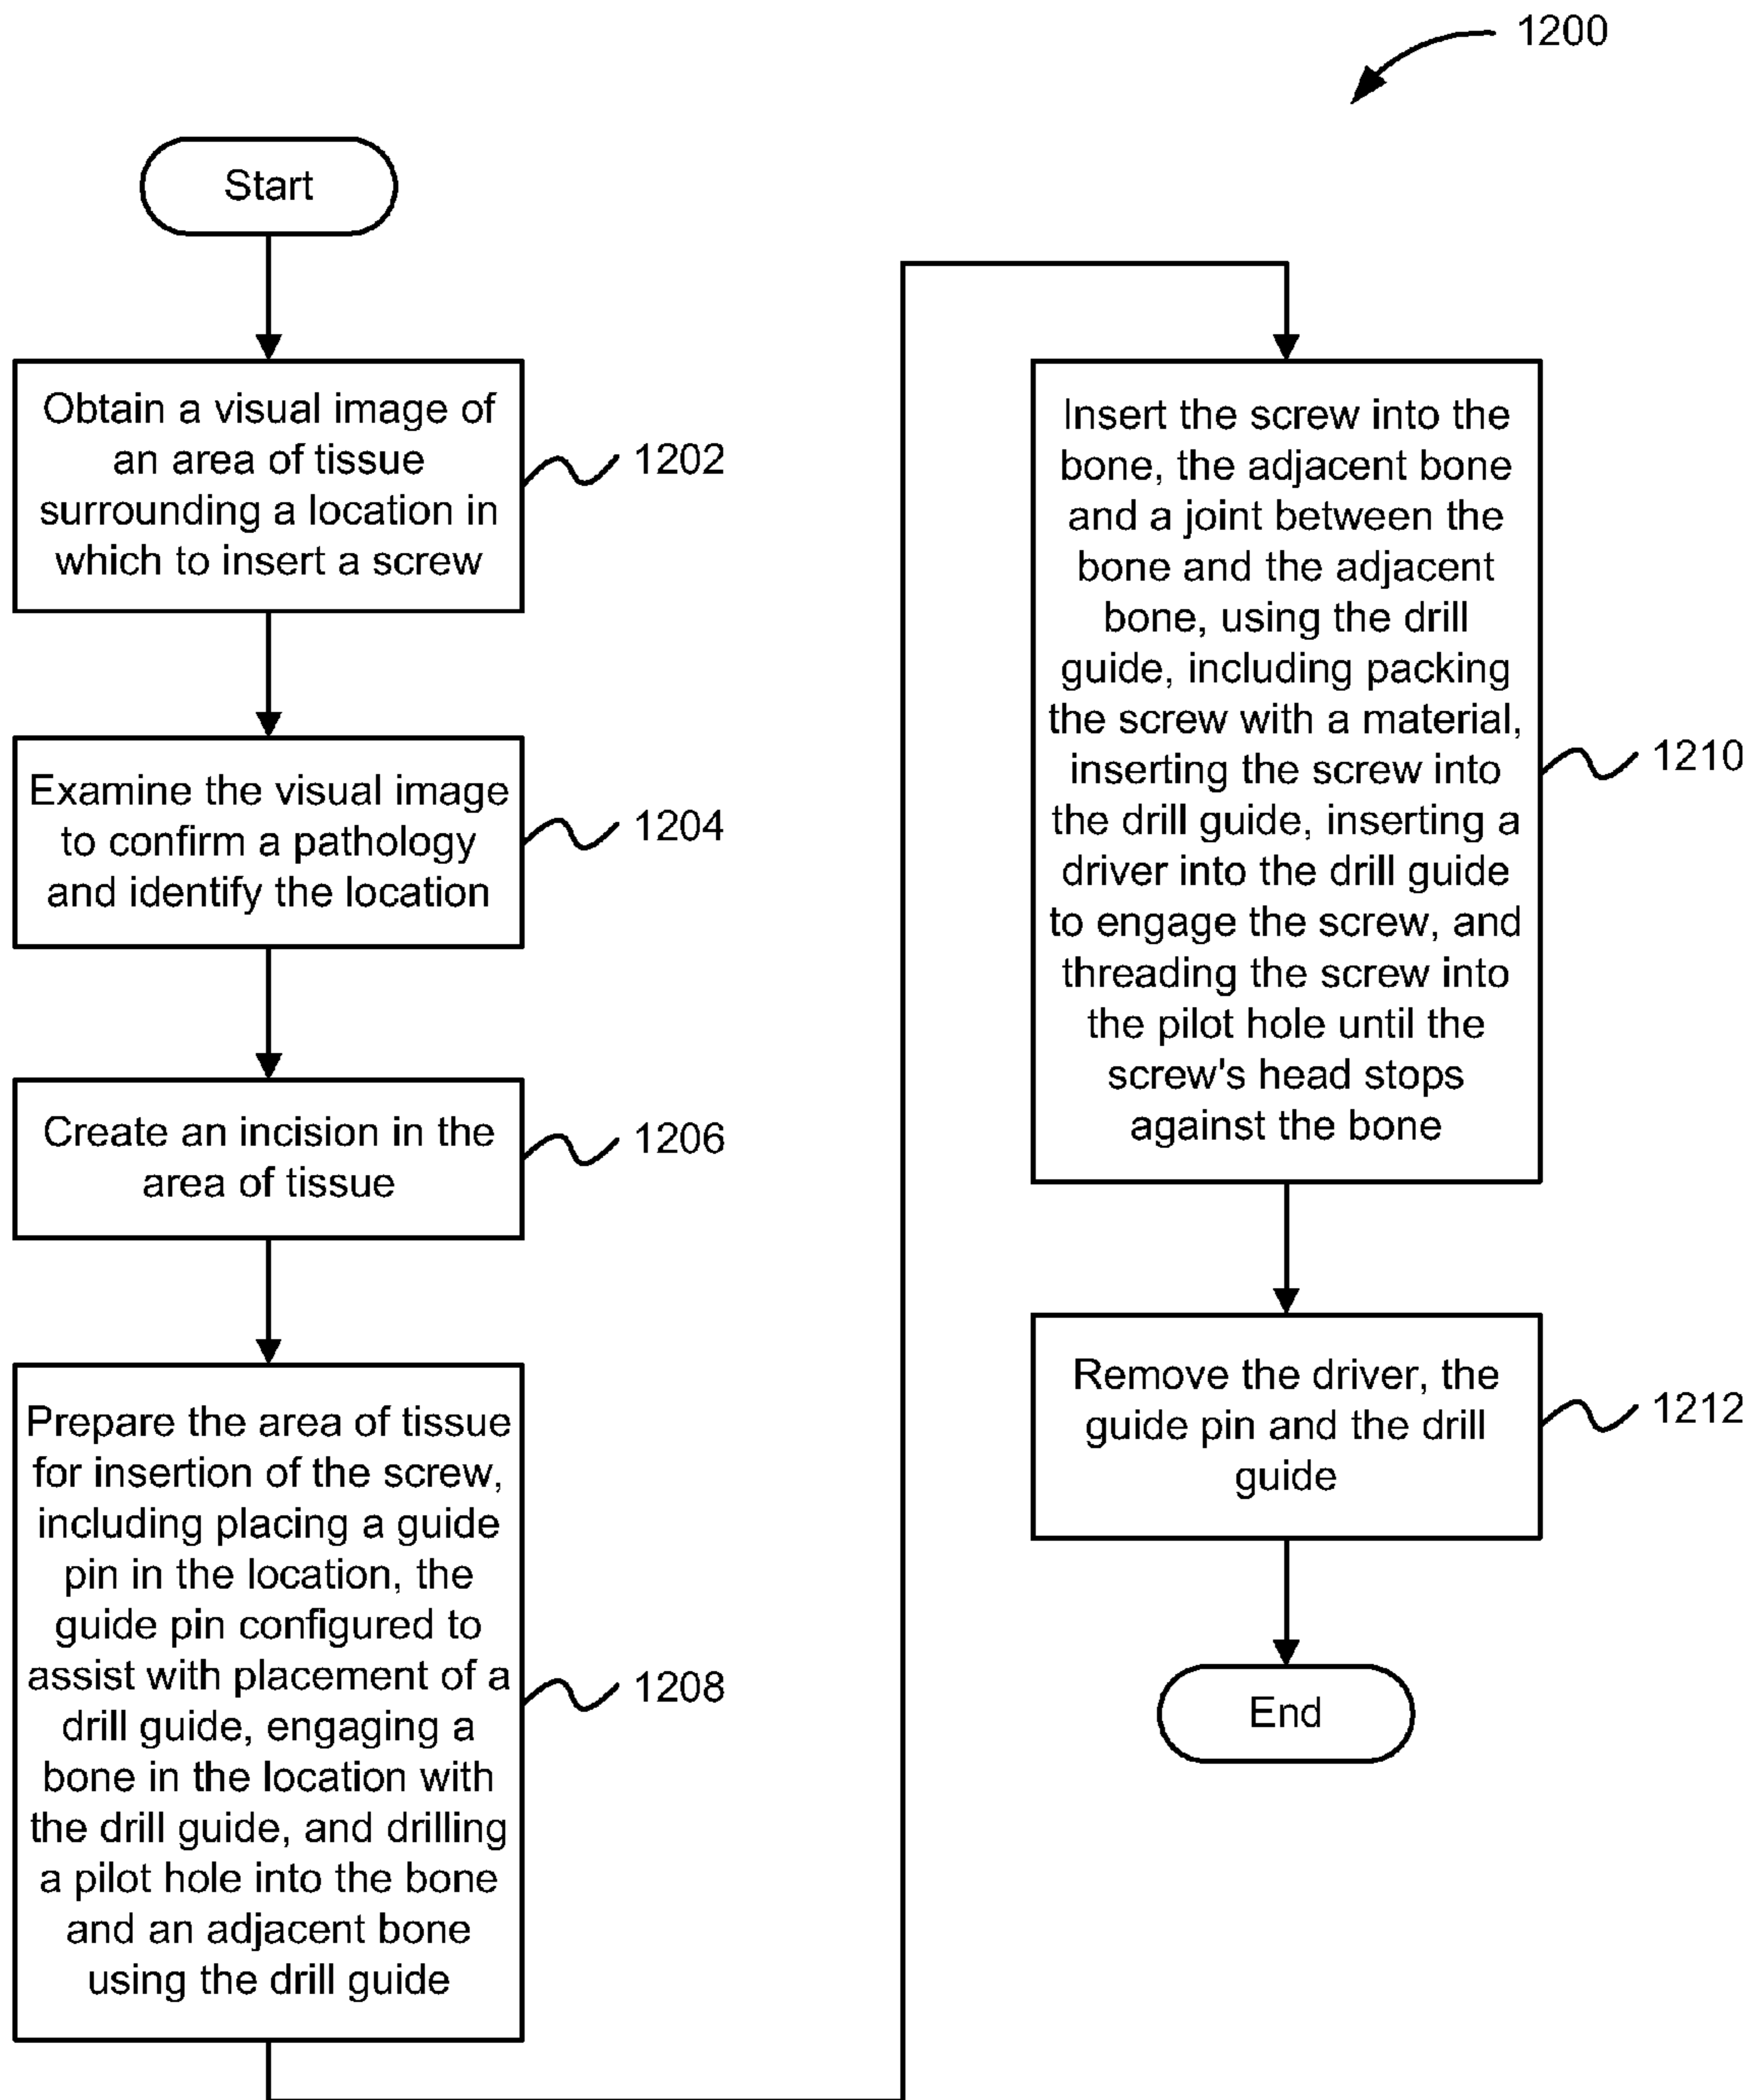 1200
Start
Obtain a visual image of
an area of tissue
surrounding a location in
which to insert a screw
1202
Examine the visual image
to confirm a pathology
and identify the location
1204
Create an incision in the
area of tissue
1206
Prepare the area of tissue
for insertion of the screw,
including placing a guide
pin in the location, the
guide pin configured to
assist with placement of a
drill guide, engaging a
bone in the location with
the drill guide, and drilling
a pilot hole into the bone
and an adjacent bone
using the drill guide
1208
Insert the screw into the
bone, the adjacent bone
and a joint between the
bone and the adjacent
bone, using the drill
guide, including packing
the screw with a material,
inserting the screw into
the drill guide, inserting a
driver into the drill guide
to engage the screw, and
threading the screw into
the pilot hole until the
screw's head stops
against the bone
1210
Remove the driver, the
guide pin and the drill
guide
1212
End